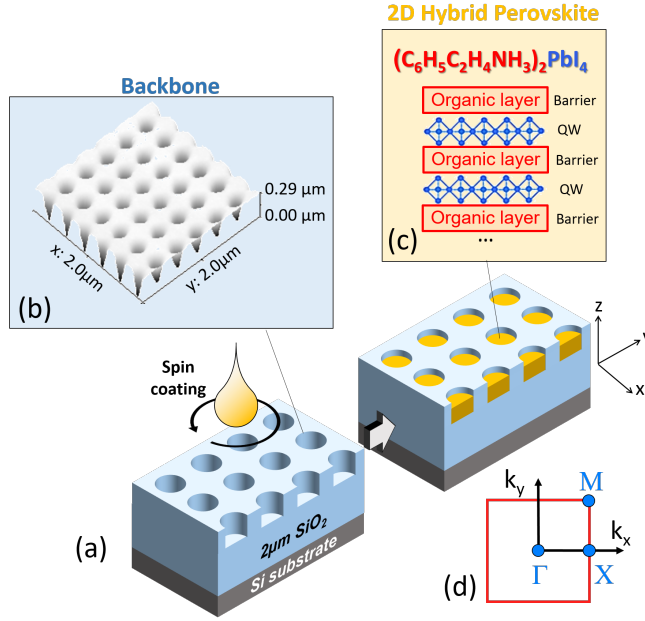 2D Hybrid Perovskite
(C6H5C2H4NH3)2PbI4
Organic layer Barrier
QW
Organic layer Barrier
QW
Organic layer Barrier
...
(c)
Backbone
0.29 µm
0.00 µm
x: 2.0µm
y: 2.0µm
(b)
Spin
coating
z
y
x
2µm SiO2
Si substrate
(a)
ky
M
kx
Γ
X
(d)